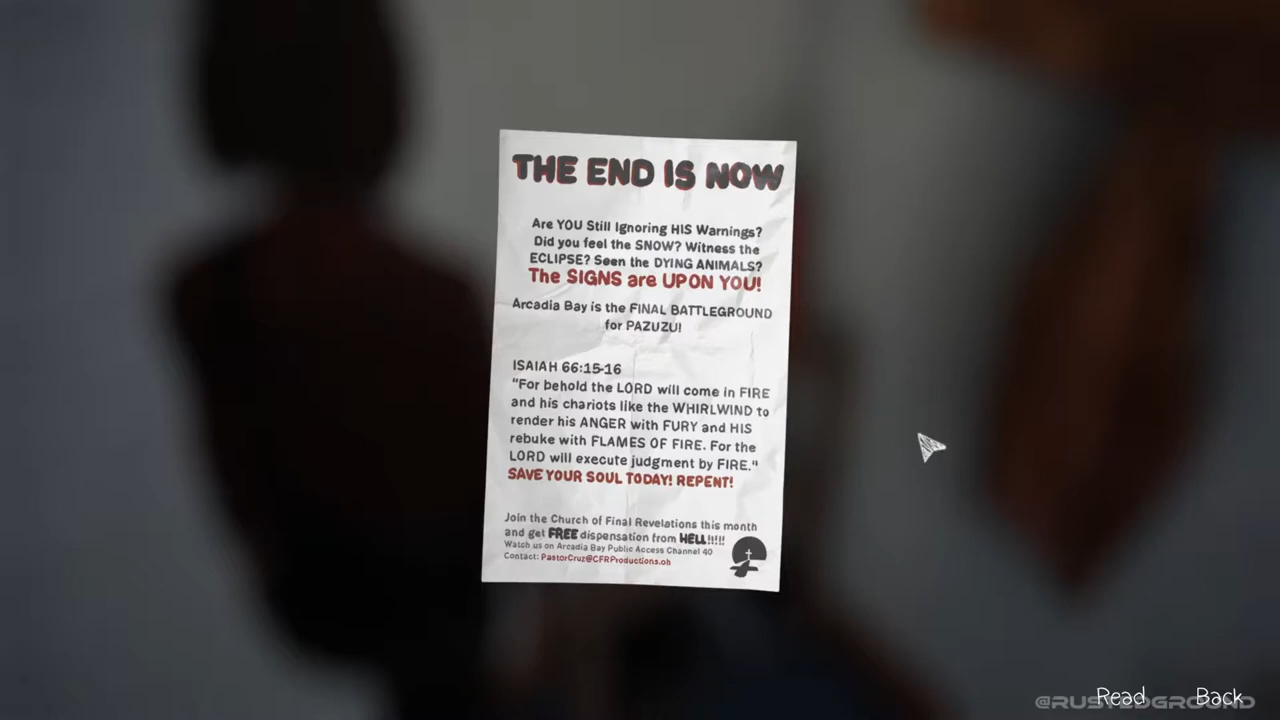 THE END IS NOW
Are YOU Still Ignoring HIS Warnings?
Did you feel the SNOW? Witness the
ECLIPSE? Seen the DYING ANIMALS?
The SIGNS are UPON YOU!
Arcadia Bay is the FINAL BATTLEGROUND
for PAZUZU!
ISAIAH 66:15-16
"For behold the LORD will come in FIRE
and his chariots like the WHIRLWIND to
render his ANGER with FURY and HIS
rebuke with FLAMES OF FIRE. For the
LORD will execute judgment by FIRE."
SAVE YOUR SOUL TODAY! REPENT!
Join the Church of Final Revelations this month
and get FREE dispensation from HELL!!!!!
Watch us on Arcadia Bay Public Access Channel 40
Contact: PastorCruz@CFRProductions.oh
Read Back
@RUSTEDGROUND